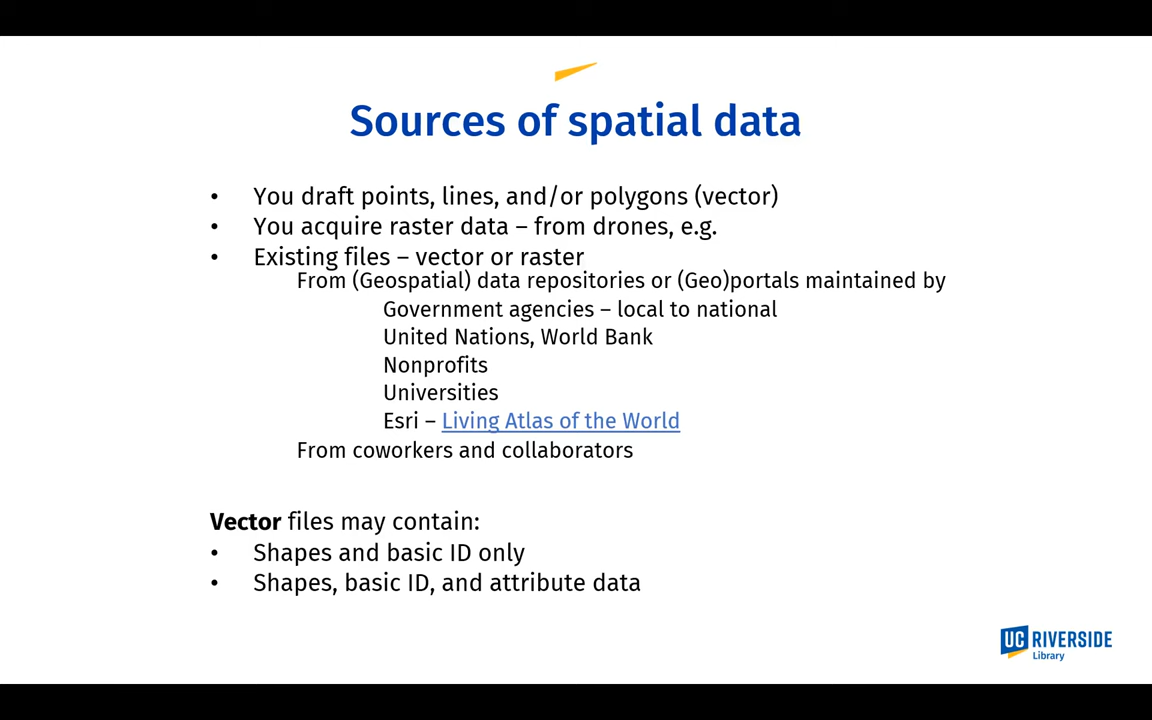 Sources of spatial data
• You draft points, lines, and/or polygons (vector)
• You acquire raster data – from drones, e.g.
• Existing files – vector or raster
From (Geospatial) data repositories or (Geo)portals maintained by
Government agencies – local to national
United Nations, World Bank
Nonprofits
Universities
Esri – Living Atlas of the World
From coworkers and collaborators
Vector files may contain:
• Shapes and basic ID only
• Shapes, basic ID, and attribute data
UC RIVERSIDE
Library